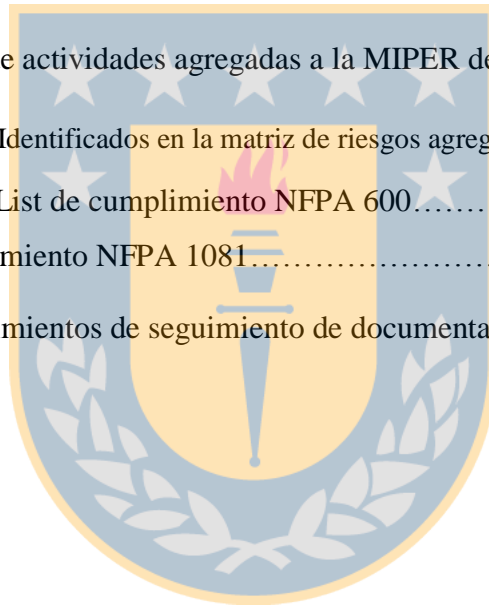 e actividades agregadas a la MIPER de
Identificados en la matriz de riesgos agreg
List de cumplimiento NFPA 600.......
miento NFPA 1081........................
mientos de seguimiento de documenta